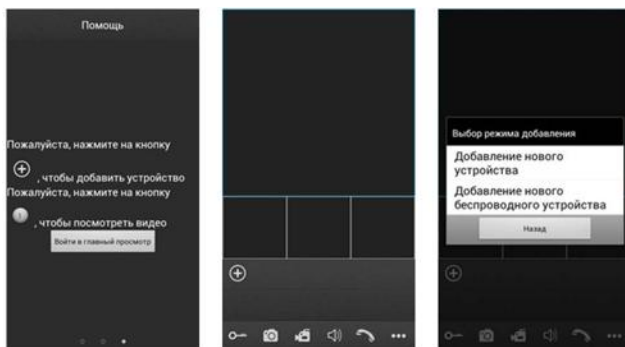 Помощь
Пожалуйста, нажмите на кнопку
, чтобы добавить устройство
Пожалуйста, нажмите на кнопку
, чтобы посмотреть видео
Войти в главный просмотр
Выбор режима добавления
Добавление нового
устройства
Добавление нового
беспроводного устройства
Назад